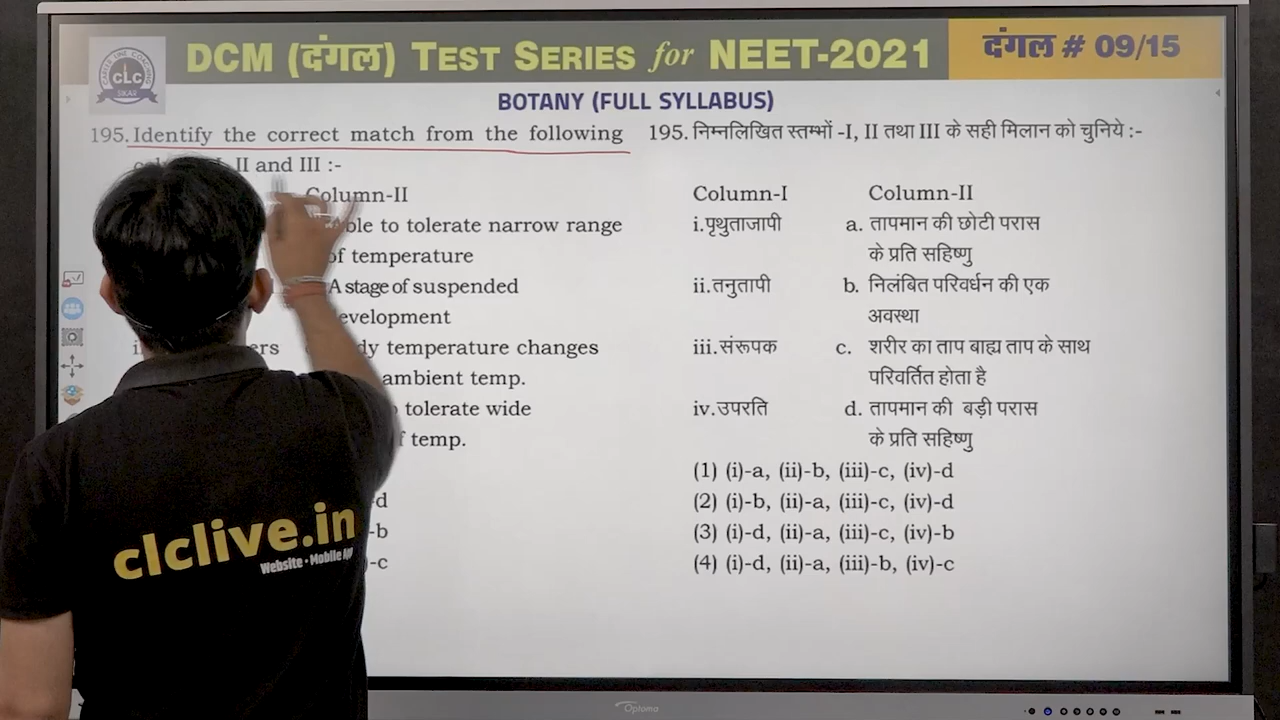 DCM (दंगल) TEST SERIES for NEET-2021
दंगल # 09/15
CLC
SIKAR
BOTANY (FULL SYLLABUS)
195. Identify the correct match from the following
II and III :-
Column-II
ble to tolerate narrow range
of temperature
A stage of suspended
evelopment
ers dy temperature changes
ambient temp.
tolerate wide
f temp.
-d
-b
-c
195. निम्नलिखित स्तम्भों -I, II तथा III के सही मिलान को चुनिये :-
Column-I Column-II
i.पृथुताजापी a. तापमान की छोटी परास
के प्रति सहिष्णु
ii.तनुतापी b. निलंबित परिवर्धन की एक
अवस्था
iii.संरूपक c. शरीर का ताप बाह्य ताप के साथ
परिवर्तित होता है
iv.उपरति d. तापमान की बड़ी परास
के प्रति सहिष्णु
(1) (i)-a, (ii)-b, (iii)-c, (iv)-d
(2) (i)-b, (ii)-a, (iii)-c, (iv)-d
(3) (i)-d, (ii)-a, (iii)-c, (iv)-b
(4) (i)-d, (ii)-a, (iii)-b, (iv)-c
clclive.in
Website • Mobile App
Optoma